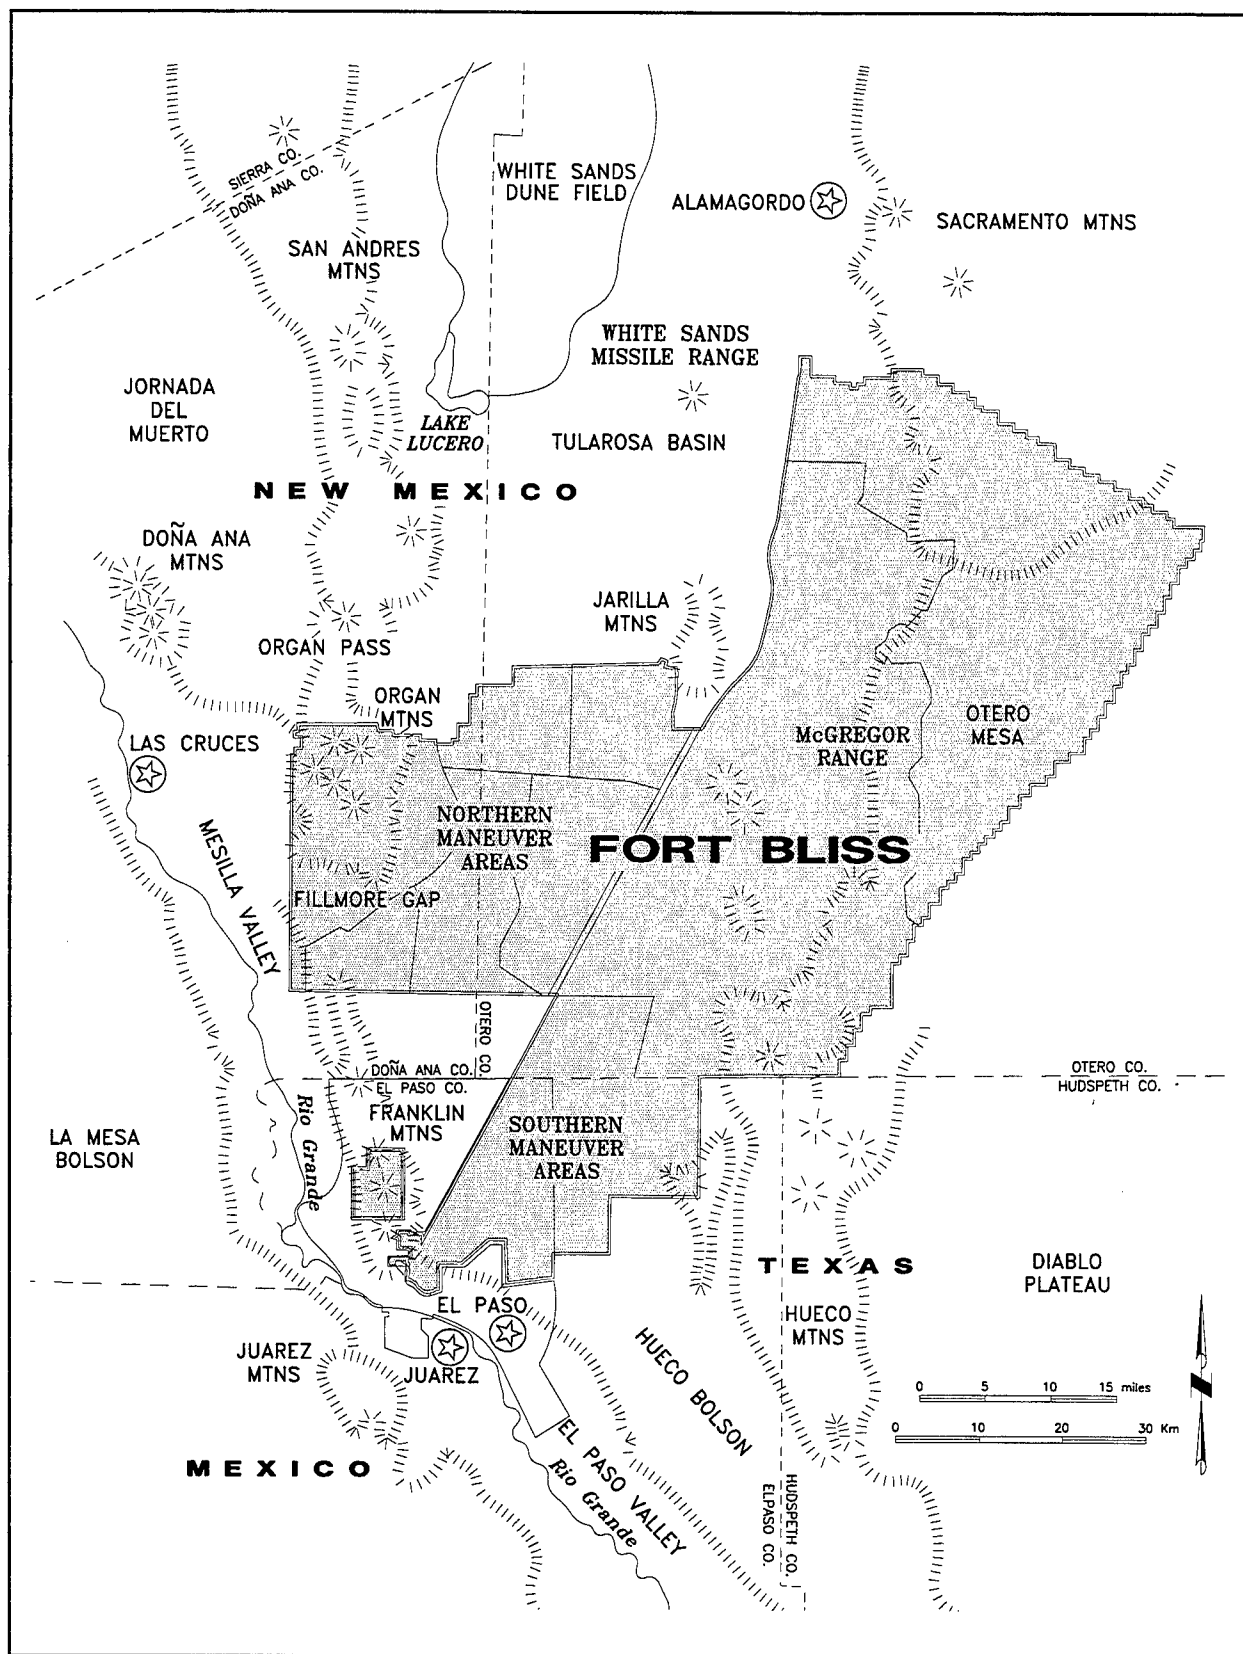 SIERRA CO.
DOÑA ANA CO.
WHITE SANDS
DUNE FIELD
ALAMAGORDO
SACRAMENTO MTNS
SAN ANDRES
MTNS
WHITE SANDS
MISSILE RANGE
JORNADA
DEL
MUERTO
LAKE
LUCERO
TULAROSA BASIN
NEW MEXICO
DOÑA ANA
MTNS
JARILLA
MTNS
ORGAN PASS
ORGAN
MTNS
OTERO
MESA
LAS CRUCES
McGREGOR
RANGE
NORTHERN
MANEUVER
AREAS
FORT BLISS
MESILLA VALLEY
FILLMORE GAP
OTERO CO.
DOÑA ANA CO.
EL PASO CO.
OTERO CO.
HUDSPETH CO.
FRANKLIN
MTNS
Rio Grande
SOUTHERN
MANEUVER
AREAS
LA MESA
BOLSON
TEXAS
DIABLO
PLATEAU
EL PASO
HUECO
MTNS
JUAREZ
MTNS
JUAREZ
HUECO BOLSON
N
0 5 10 15 miles
0 10 20 30 Km
EL PASO VALLEY
Rio Grande
MEXICO
HUDSPETH CO.
ELPASO CO.